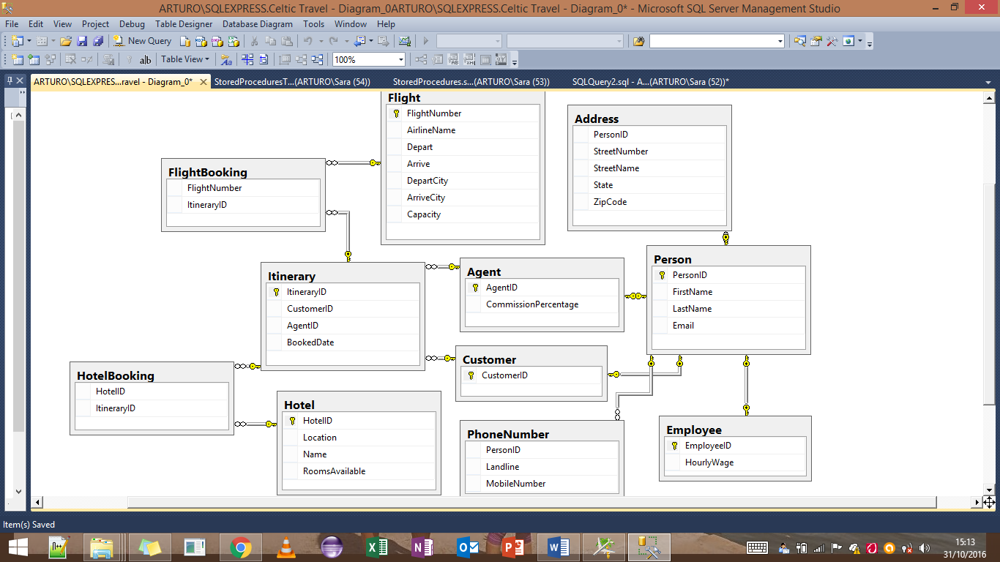 ARTURO\SQLEXPRESS.Celtic Travel - Diagram_0ARTURO\SQLEXPRESS.Celtic Travel - Diagram_0* - Microsoft SQL Server Management Studio
File Edit View Project Debug Table Designer Database Diagram Tools Window Help
New Query
ab Table View 100%
ARTURO\SQLEXPRES...ravel - Diagram_0* StoredProceduresT...(ARTURO\Sara (54)) StoredProcedures.s...(ARTURO\Sara (53)) SQLQuery2.sql - A...(ARTURO\Sara (52))*
Flight
FlightNumber
AirlineName
Depart
Arrive
DepartCity
ArriveCity
Capacity
Address
PersonID
StreetNumber
StreetName
State
ZipCode
FlightBooking
FlightNumber
ItineraryID
Itinerary
ItineraryID
CustomerID
AgentID
BookedDate
Agent
AgentID
CommissionPercentage
Person
PersonID
FirstName
LastName
Email
Customer
CustomerID
HotelBooking
HotelID
ItineraryID
Hotel
HotelID
Location
Name
RoomsAvailable
PhoneNumber
PersonID
Landline
MobileNumber
Employee
EmployeeID
HourlyWage
Item(s) Saved
15:13
31/10/2016